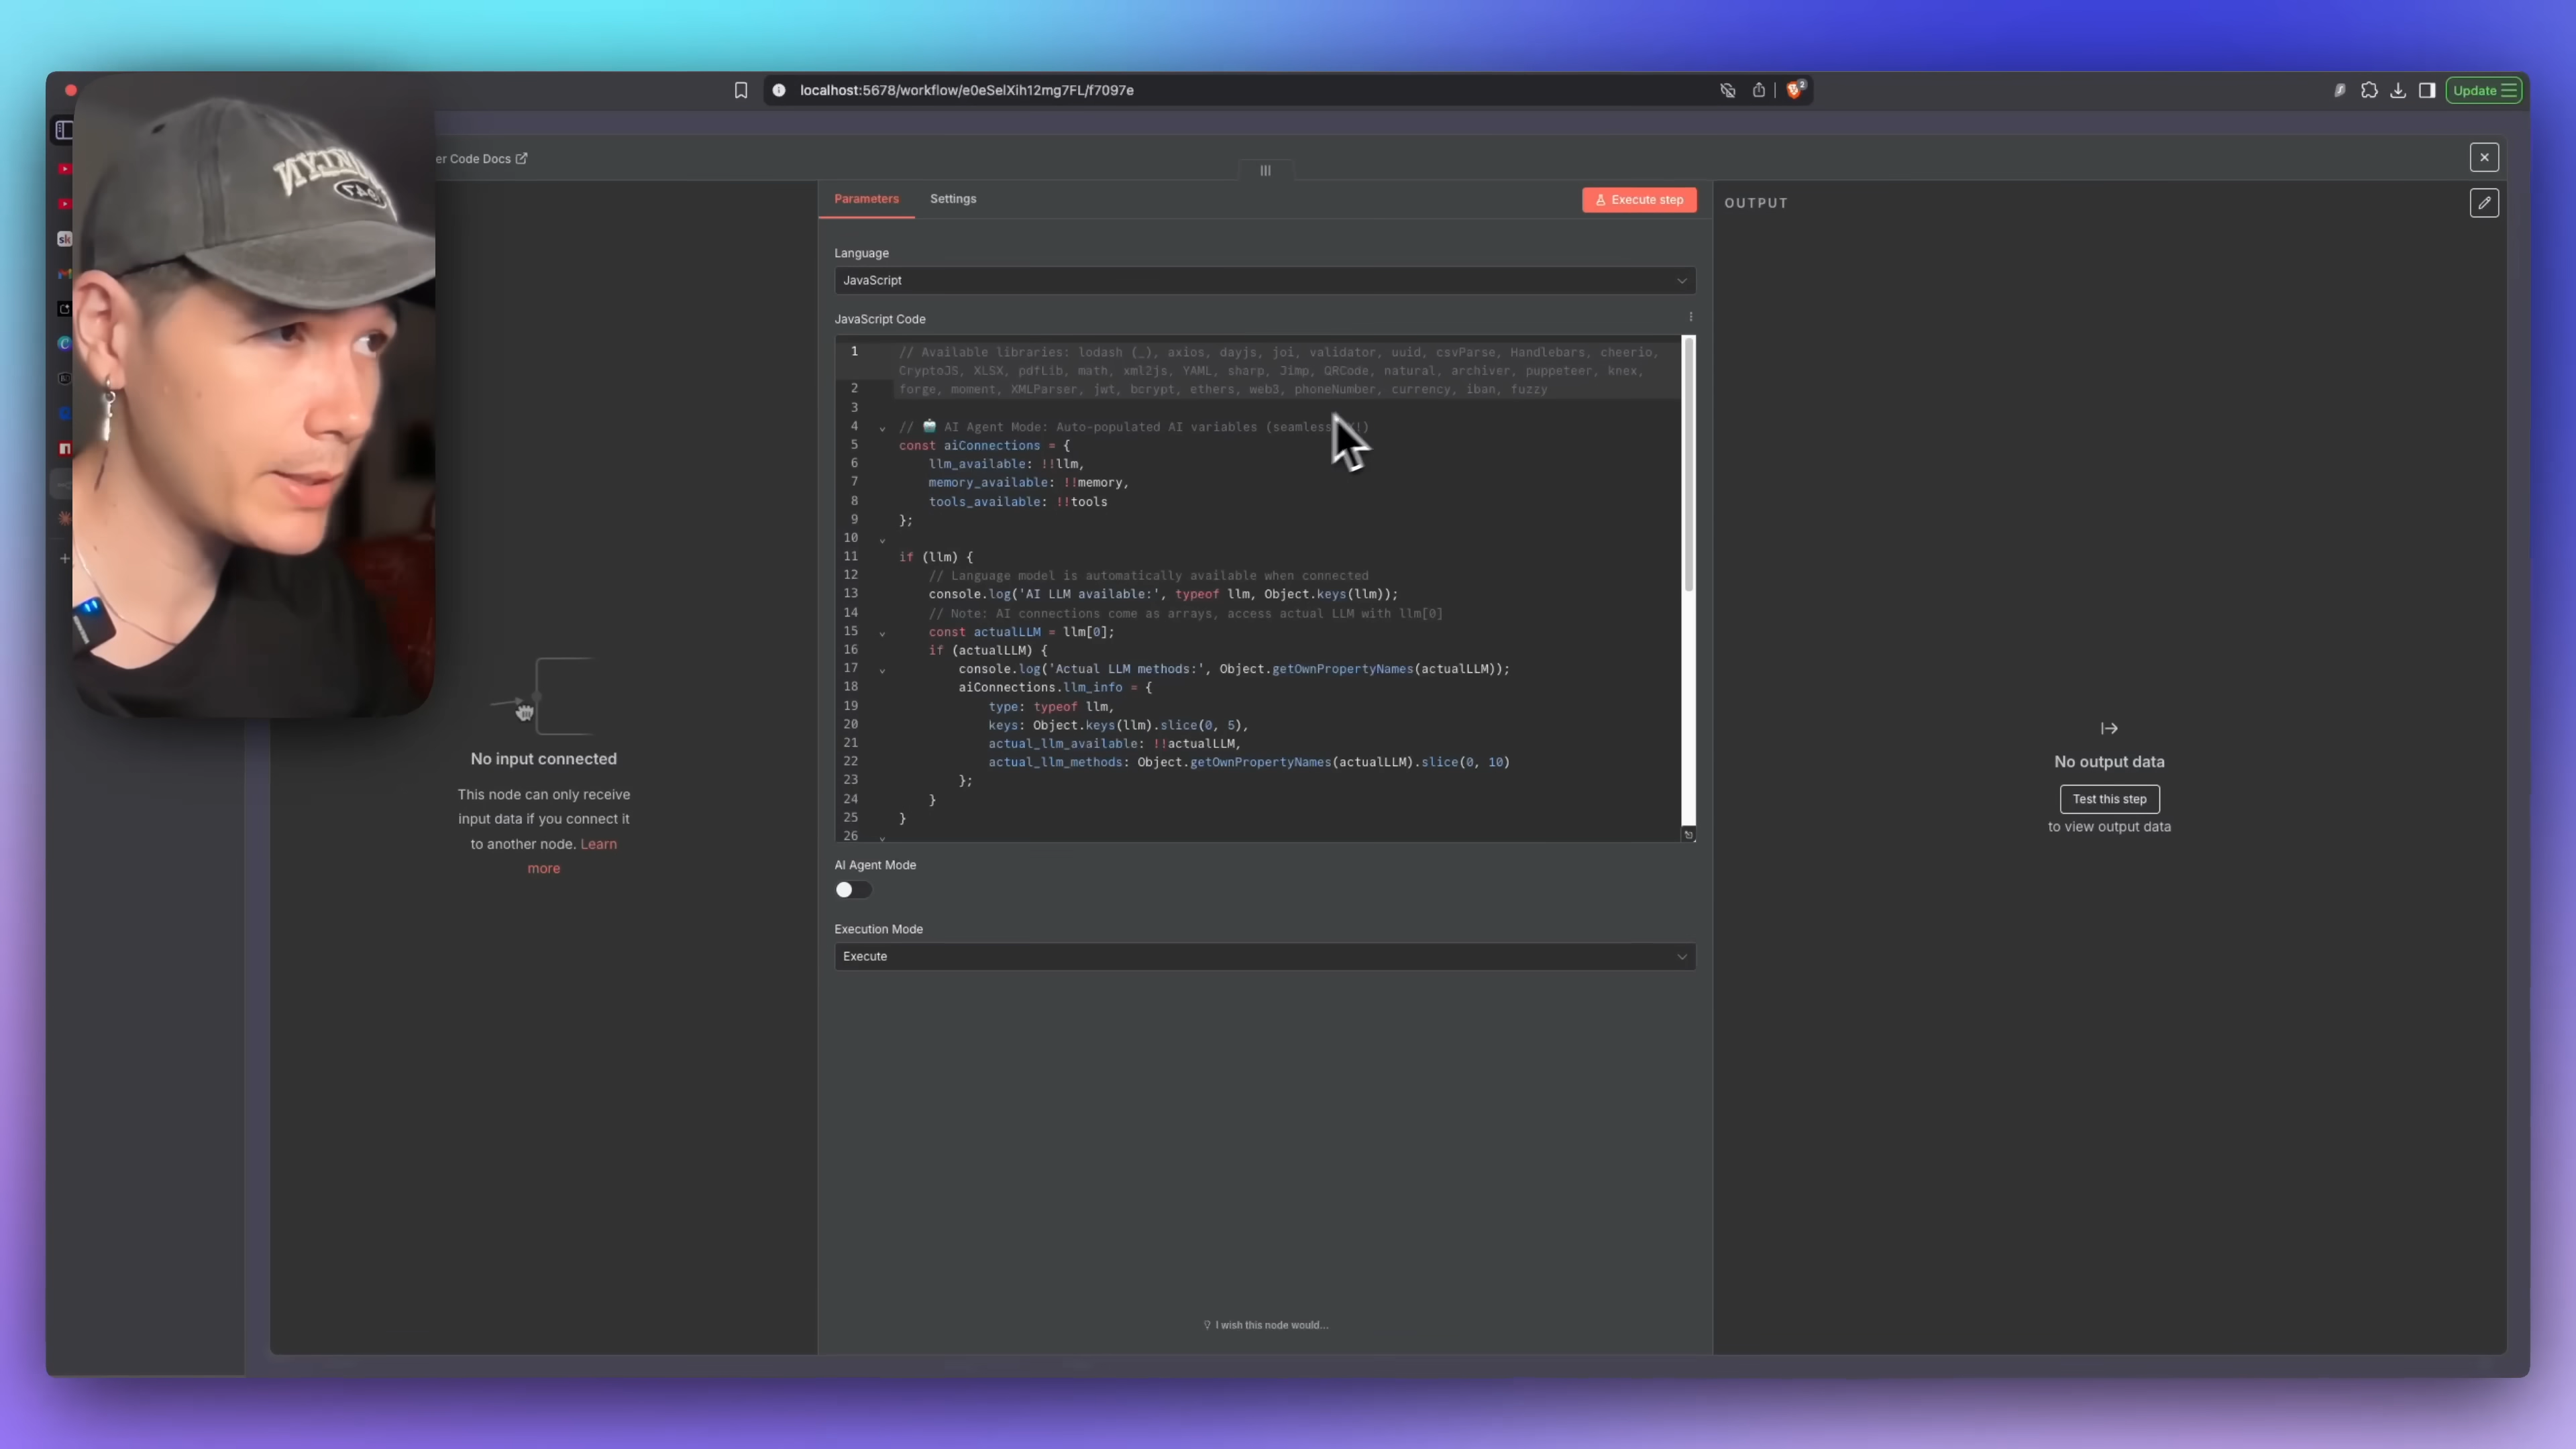 localhost:5678/workflow/e0eSelXih12mg7FL/f7097e
2
Update
er Code Docs
Parameters
Settings
Execute step
OUTPUT
Language
JavaScript
JavaScript Code
1 // Available libraries: lodash (_), axios, dayjs, joi, validator, uuid, csvParse, Handlebars, cheerio,
CryptoJS, XLSX, pdfLib, math, xml2js, YAML, sharp, Jimp, QRCode, natural, archiver, puppeteer, knex,
2 forge, moment, XMLParser, jwt, bcrypt, ethers, web3, phoneNumber, currency, iban, fuzzy
3
4 // 🤖 AI Agent Mode: Auto-populated AI variables (seamless !)
5 const aiConnections = {
6 llm_available: !!llm,
7 memory_available: !!memory,
8 tools_available: !!tools
9 };
10
11 if (llm) {
12 // Language model is automatically available when connected
13 console.log('AI LLM available:', typeof llm, Object.keys(llm));
14 // Note: AI connections come as arrays, access actual LLM with llm[0]
15 const actualLLM = llm[0];
16 if (actualLLM) {
17 console.log('Actual LLM methods:', Object.getOwnPropertyNames(actualLLM));
18 aiConnections.llm_info = {
19 type: typeof llm,
20 keys: Object.keys(llm).slice(0, 5),
21 actual_llm_available: !!actualLLM,
22 actual_llm_methods: Object.getOwnPropertyNames(actualLLM).slice(0, 10)
23 };
24 }
25 }
26
AI Agent Mode
Execution Mode
Execute
I wish this node would...
No input connected
This node can only receive
input data if you connect it
to another node. Learn
more
No output data
Test this step
to view output data
sk